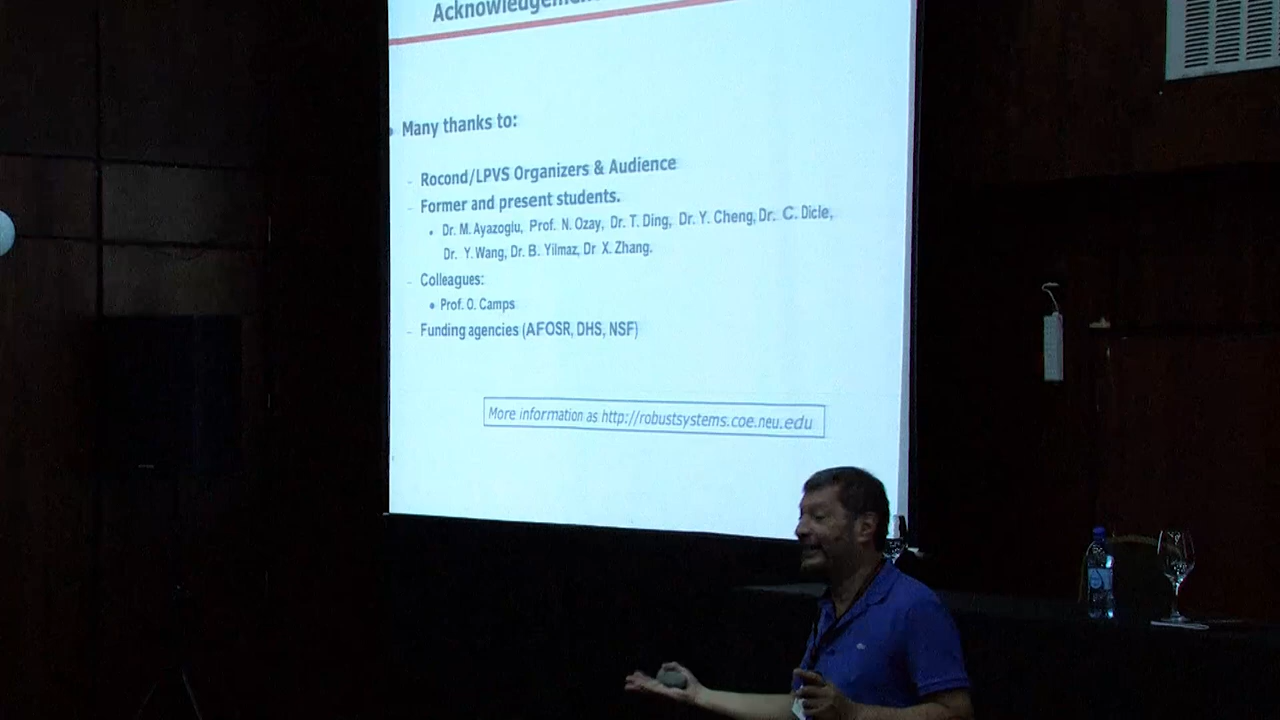 Acknowledgement
• Many thanks to:
– Rocond/LPVS Organizers & Audience
– Former and present students.
• Dr. M. Ayazoglu, Prof. N. Ozay, Dr. T. Ding, Dr. Y. Cheng, Dr. C. Dicle,
Dr. Y. Wang, Dr. B. Yilmaz, Dr X. Zhang.
– Colleagues:
• Prof. O. Camps
– Funding agencies (AFOSR, DHS, NSF)
More information as http://robustsystems.coe.neu.edu